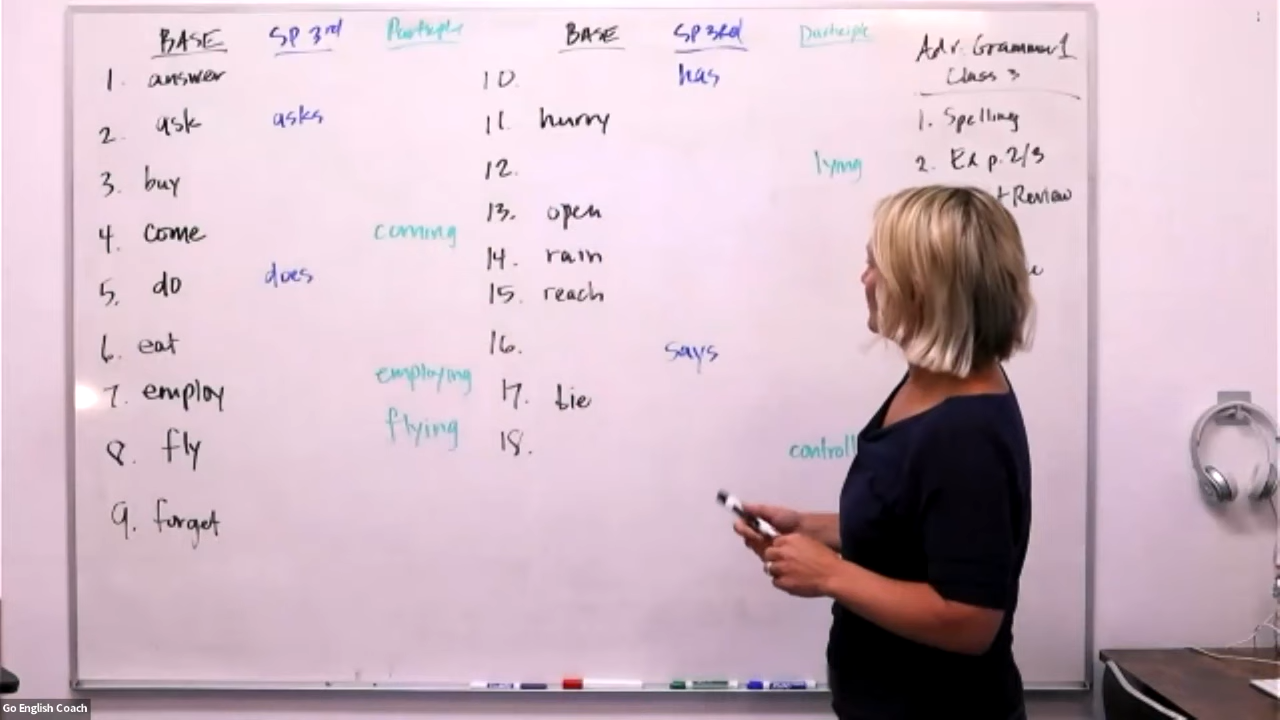 BASE SP 3rd Participle
1. answer
2. ask asks
3. buy
4. come coming
5. do does
6. eat
7. employ employing
8. fly flying
9. forget
BASE SP 3rd Participle
10. has
11. hurry
12. lying
13. open
14. rain
15. reach
16. says
17. tie
18. controll
Adv. Grammar 1
Class 3
1. Spelling
2. Ex p. 2/3
Review
Go English Coach